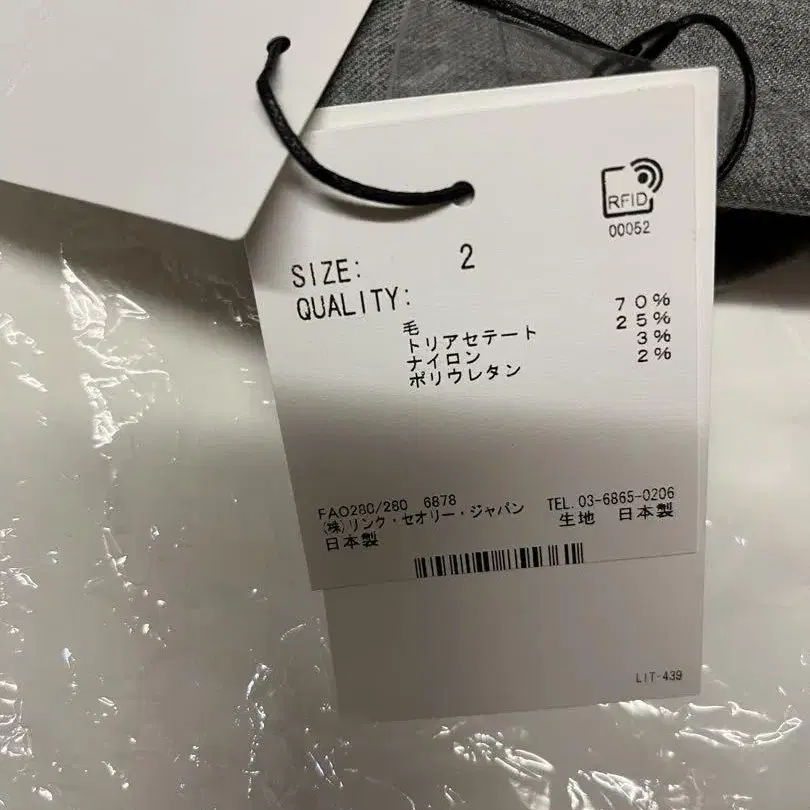 RFID
00052
SIZE: 2
QUALITY:
毛 70%
トリアセテート 25%
ナイロン 3%
ポリウレタン 2%
FA0280/280 6878 TEL. 03-6865-0206
(株)リンク・セオリー・ジャパン 生地 日本製
日本製
LIT-439